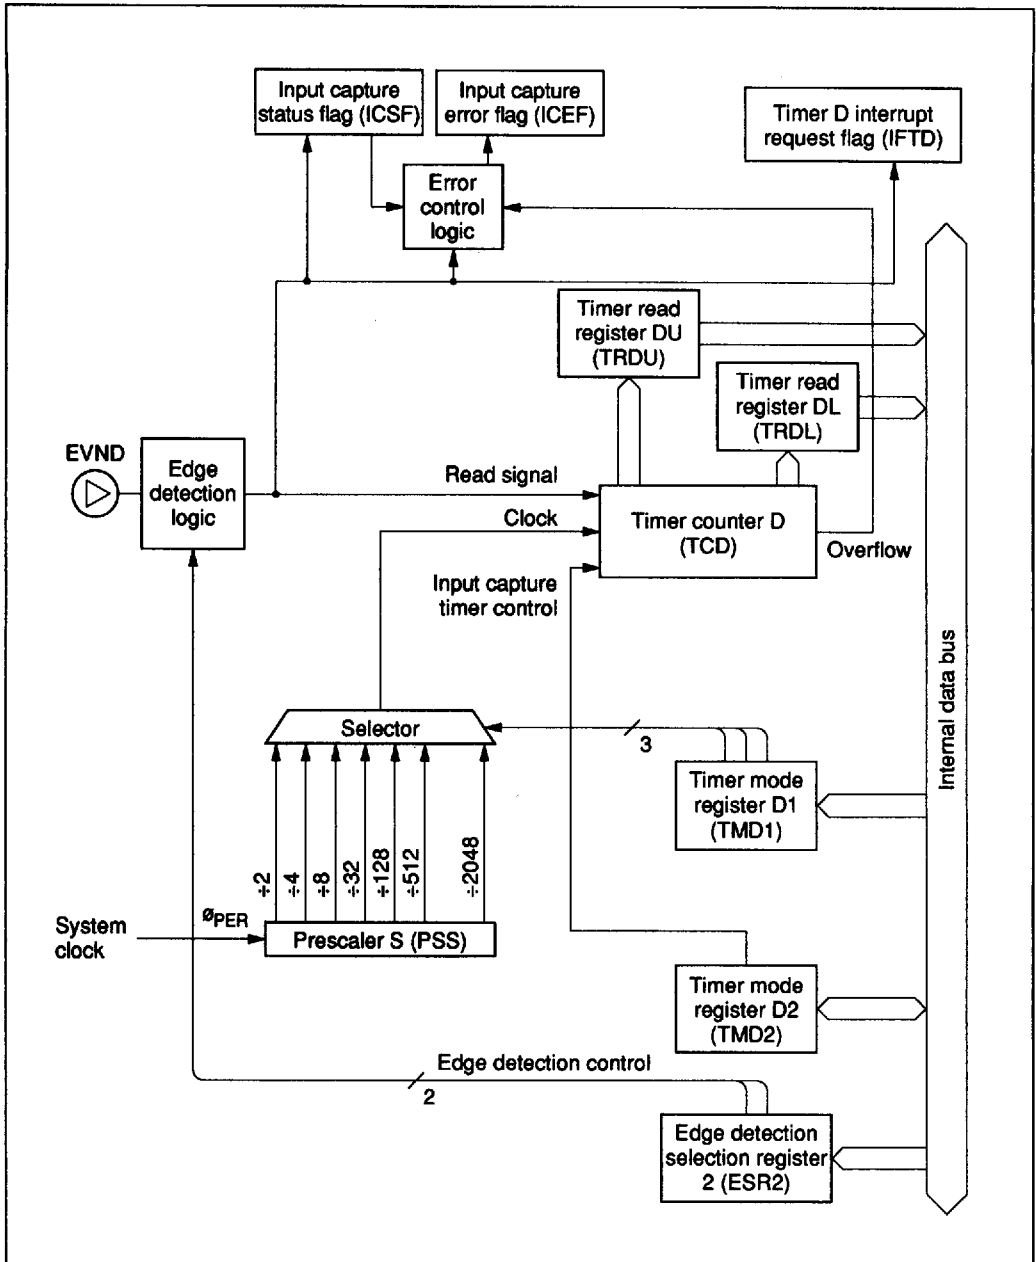 Input capture
status flag (ICSF)
Input capture
error flag (ICEF)
Timer D interrupt
request flag (IFTD)
Error
control
logic
Timer read
register DU
(TRDU)
Timer read
register DL
(TRDL)
EVND
Edge
detection
logic
Read signal
Clock
Timer counter D
(TCD)
Overflow
Input capture
timer control
Internal data bus
Selector
3
Timer mode
register D1
(TMD1)
÷2
÷4
÷8
÷32
÷128
÷512
÷2048
System
clock
øPER
Prescaler S (PSS)
Timer mode
register D2
(TMD2)
Edge detection control
2
Edge detection
selection register
2 (ESR2)